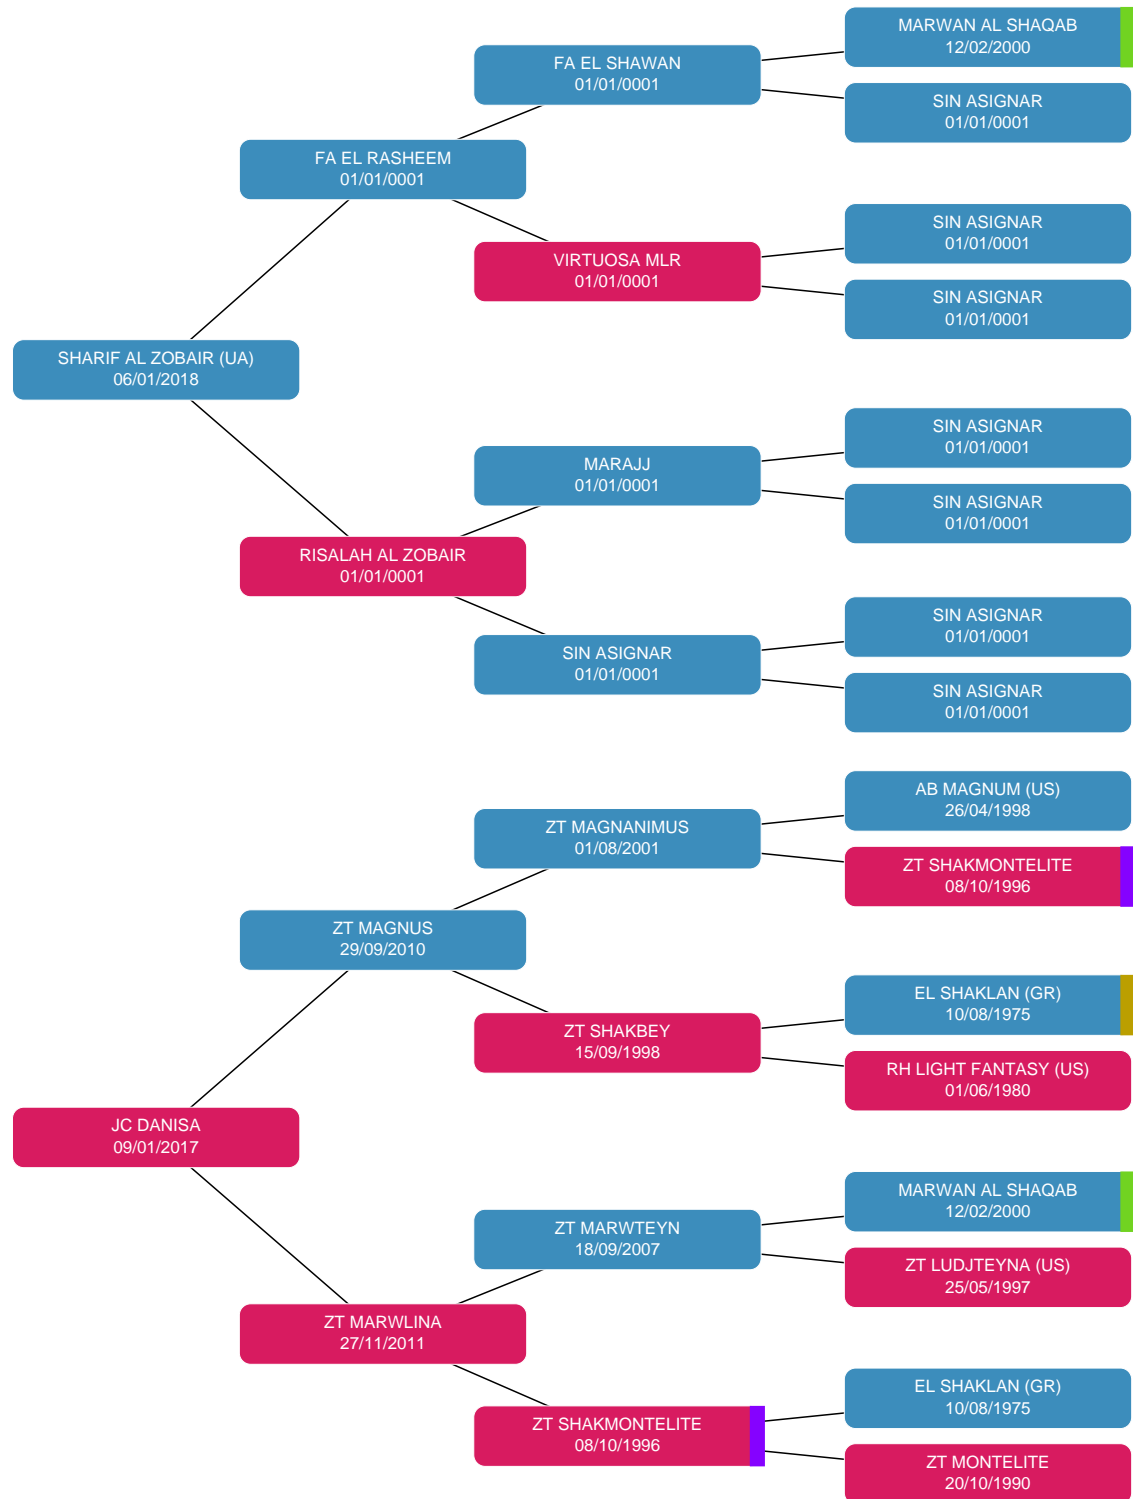 MARWAN AL SHAQAB
12/02/2000
FA EL SHAWAN
01/01/0001
SIN ASIGNAR
01/01/0001
FA EL RASHEEM
01/01/0001
SIN ASIGNAR
01/01/0001
VIRTUOSA MLR
01/01/0001
SIN ASIGNAR
01/01/0001
SHARIF AL ZOBAIR (UA)
06/01/2018
SIN ASIGNAR
01/01/0001
MARAJJ
01/01/0001
SIN ASIGNAR
01/01/0001
RISALAH AL ZOBAIR
01/01/0001
SIN ASIGNAR
01/01/0001
SIN ASIGNAR
01/01/0001
SIN ASIGNAR
01/01/0001
AB MAGNUM (US)
26/04/1998
ZT MAGNANIMUS
01/08/2001
ZT SHAKMONTELITE
08/10/1996
ZT MAGNUS
29/09/2010
EL SHAKLAN (GR)
10/08/1975
ZT SHAKBEY
15/09/1998
RH LIGHT FANTASY (US)
01/06/1980
JC DANISA
09/01/2017
MARWAN AL SHAQAB
12/02/2000
ZT MARWTEYN
18/09/2007
ZT LUDJTEYNA (US)
25/05/1997
ZT MARWLINA
27/11/2011
EL SHAKLAN (GR)
10/08/1975
ZT SHAKMONTELITE
08/10/1996
ZT MONTELITE
20/10/1990